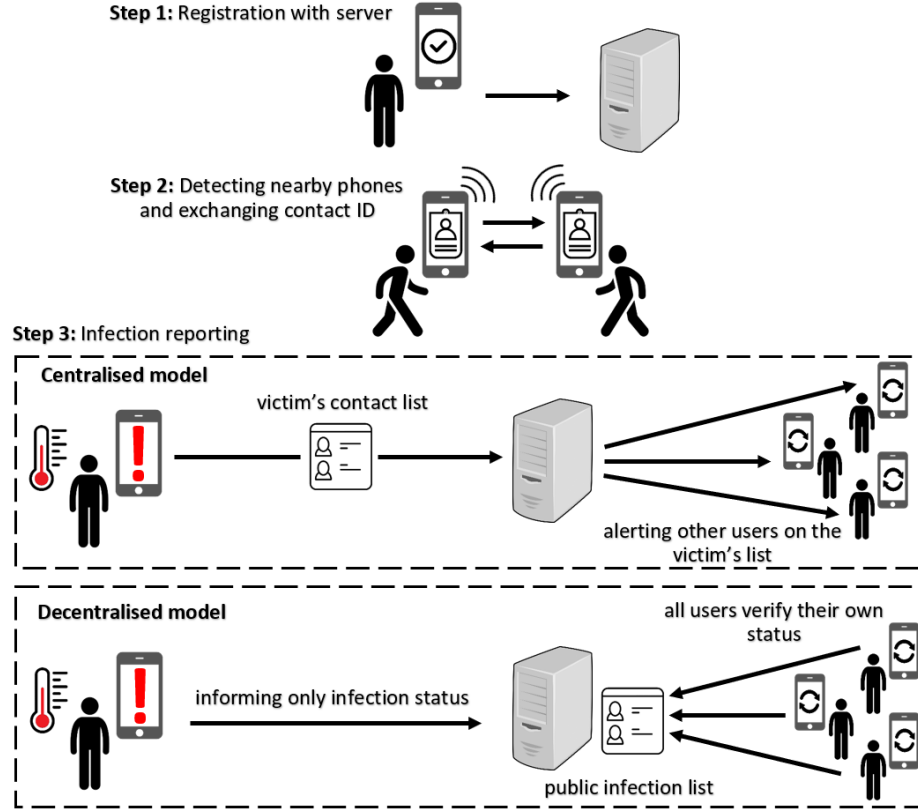 Step 1: Registration with server
Step 2: Detecting nearby phones
and exchanging contact ID
Step 3: Infection reporting
Centralised model
victim's contact list
alerting other users on the
victim's list
Decentralised model
all users verify their own
status
informing only infection status
public infection list